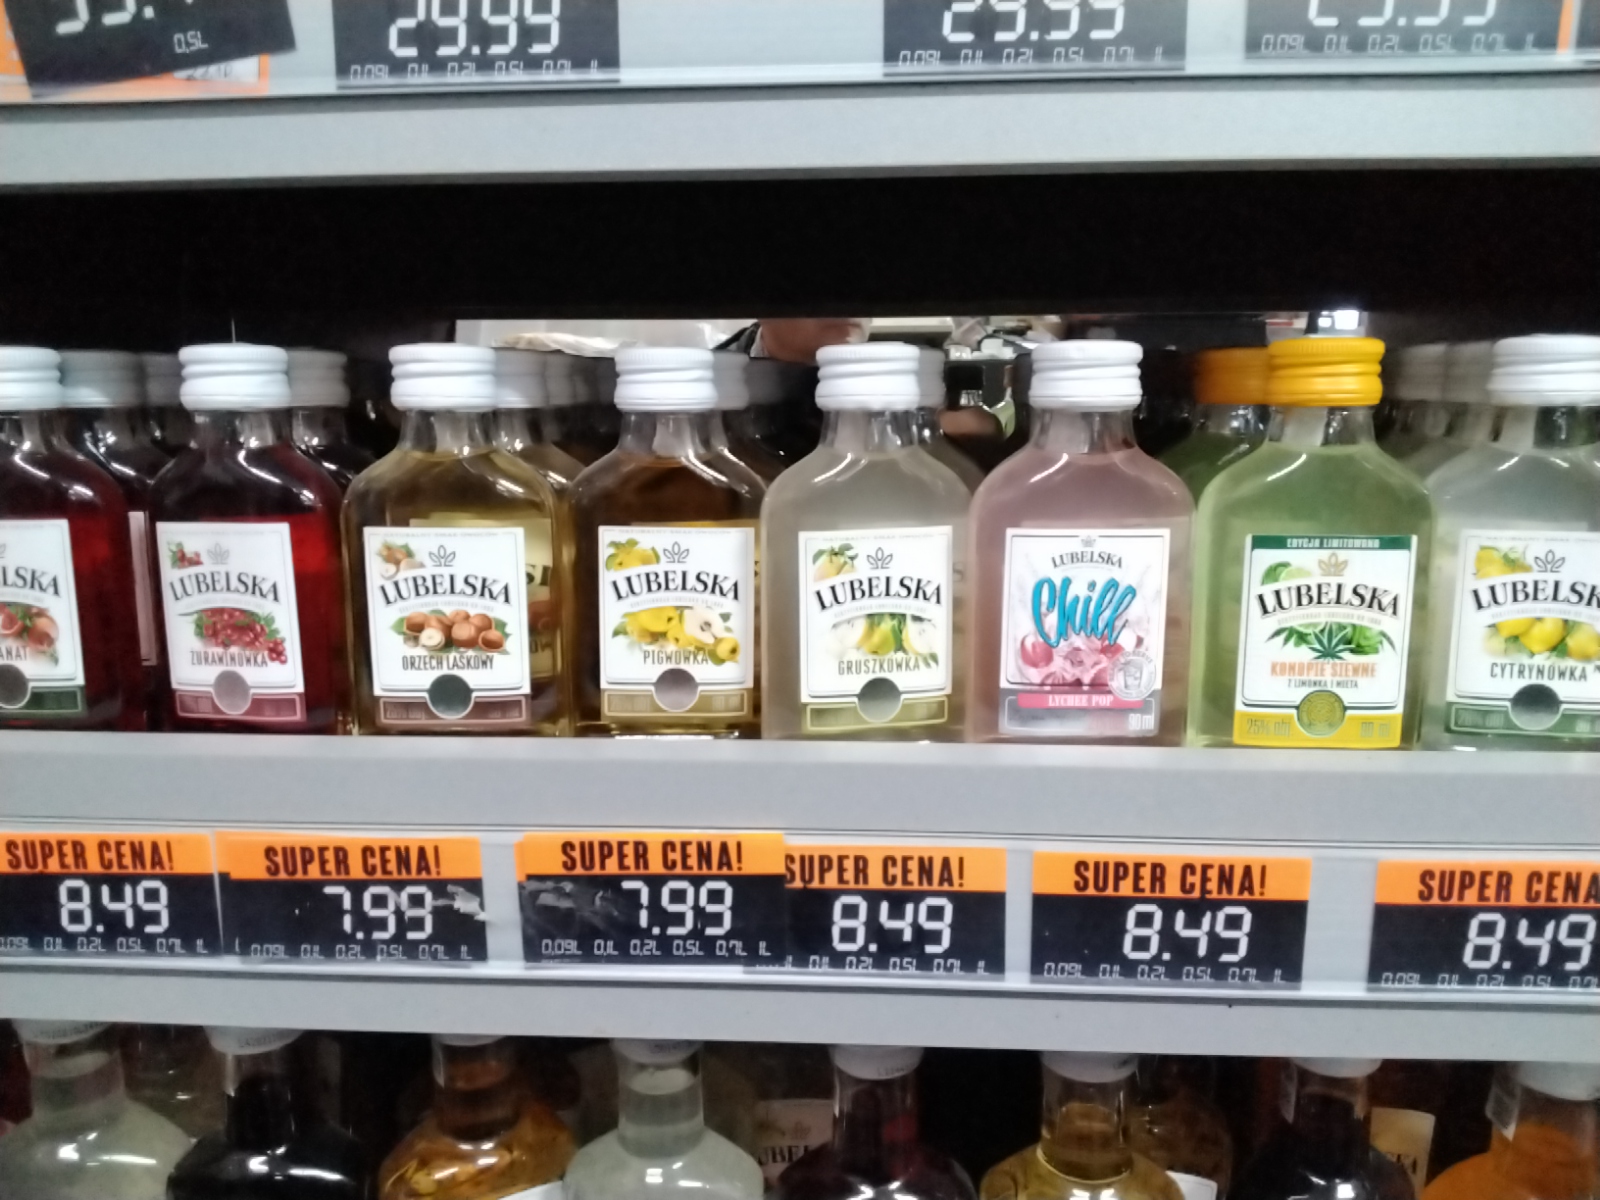 0,5L
29.99
0.09L 0.1L 0.2L 0.5L 0.7L 1L
29.99
0.09L 0.1L 0.2L 0.5L 0.7L 1L
0.09L 0.1L 0.2L 0.5L 0.7L 1L
LSKA
ANAT
LUBELSKA
ŻURAWINÓWKA
LUBELSKA
ORZECH LASKOWY
LUBELSKA
PIGWÓWKA
LUBELSKA
GRUSZKÓWKA
LUBELSKA
Chill
LYCHEE POP
90 ml
EDYCJA LIMITOWANA
LUBELSKA
KONOPIE SIEWNE
Z LIMONKĄ I MIĘTĄ
25% obj. 90 ml
LUBELSK
CYTRYNÓWKA
SUPER CENA!
8.49
0.09L 0.1L 0.2L 0.5L 0.7L 1L
SUPER CENA!
7.99
0.09L 0.1L 0.2L 0.5L 0.7L 1L
SUPER CENA!
7.99
0.09L 0.1L 0.2L 0.5L 0.7L 1L
SUPER CENA!
8.49
0.1L 0.2L 0.5L 0.7L 1L
SUPER CENA!
8.49
0.09L 0.1L 0.2L 0.5L 0.7L 1L
SUPER CENA
8.49
0.09L 0.1L 0.2L 0.5L 0.7L